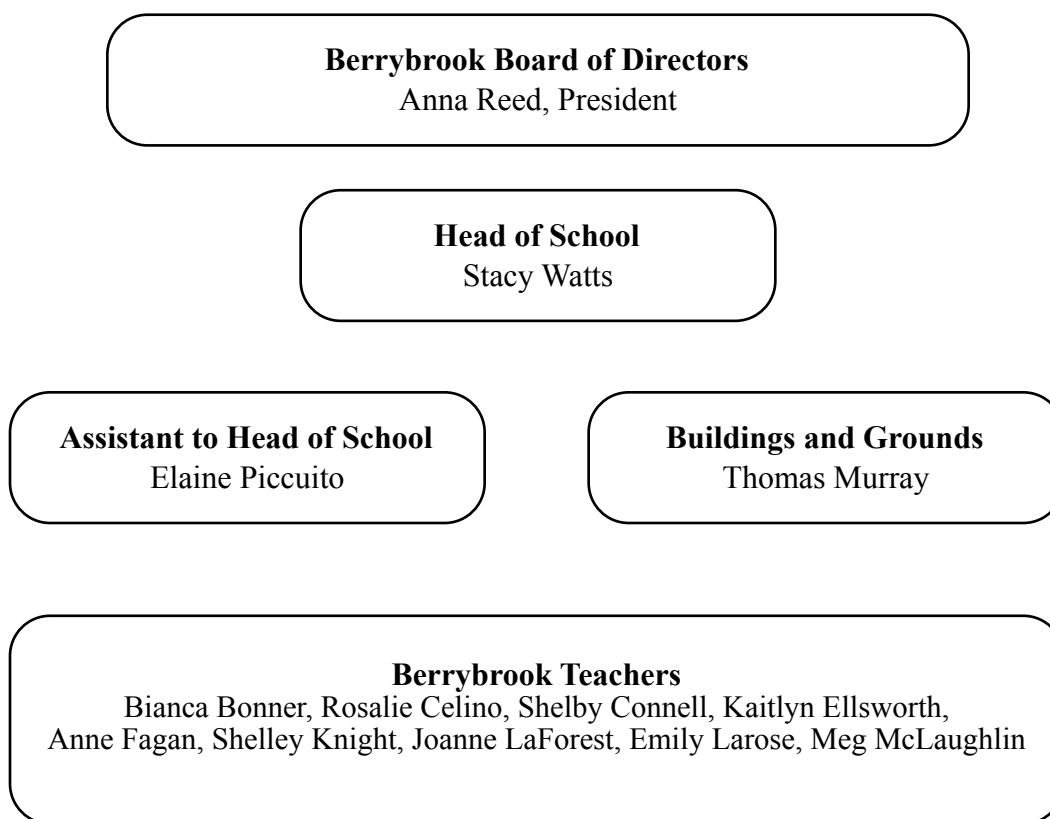 Berrybrook Board of Directors
Anna Reed, President
Head of School
Stacy Watts
Assistant to Head of School
Elaine Piccuito
Buildings and Grounds
Thomas Murray
Berrybrook Teachers
Bianca Bonner, Rosalie Celino, Shelby Connell, Kaitlyn Ellsworth,
Anne Fagan, Shelley Knight, Joanne LaForest, Emily Larose, Meg McLaughlin